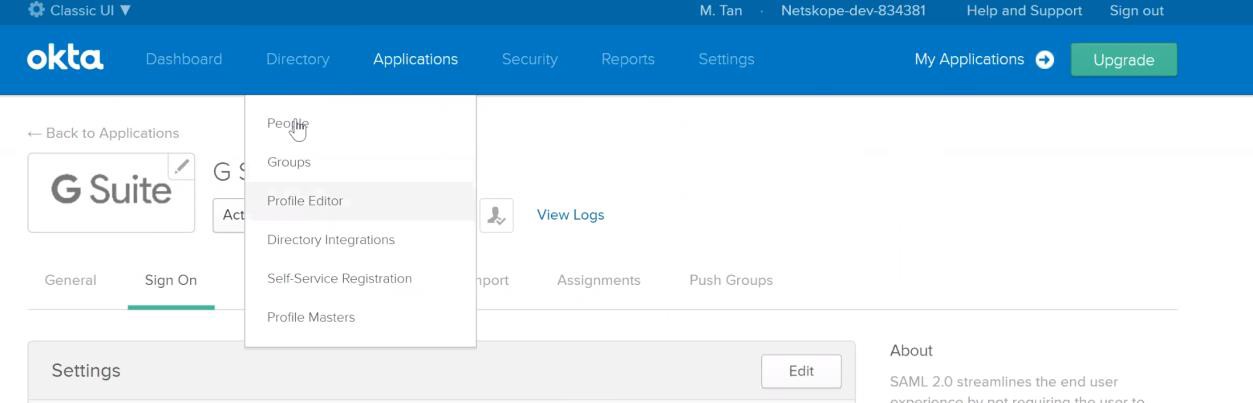 Classic UI ▼ M. Tan · Netskope-dev-834381 Help and Support Sign out
okta Dashboard Directory Applications Security Reports Settings My Applications Upgrade
People
← Back to Applications
Groups
G Suite
G S
Profile Editor
Act
View Logs
Directory Integrations
General Sign On Self-Service Registration nport Assignments Push Groups
Profile Masters
Settings Edit
About
SAML 2.0 streamlines the end user
experience by not requiring the user to